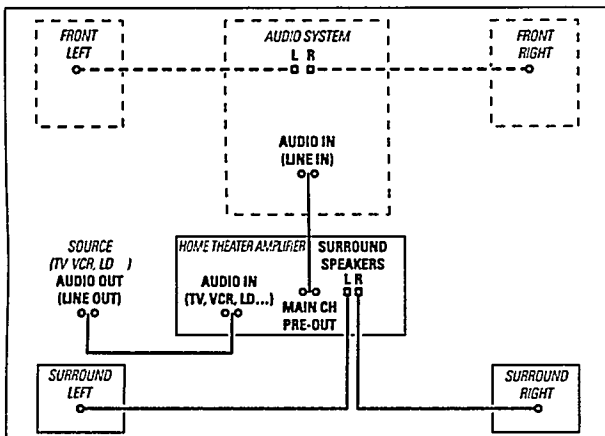 FRONT
LEFT
AUDIO SYSTEM
L R
FRONT
RIGHT
AUDIO IN
(LINE IN)
SOURCE
(TV VCR, LD )
AUDIO OUT
(LINE OUT)
HOME THEATER AMPLIFIER
AUDIO IN
(TV, VCR, LD...)
MAIN CH
PRE-OUT
SURROUND
SPEAKERS
L R
SURROUND
LEFT
SURROUND
RIGHT